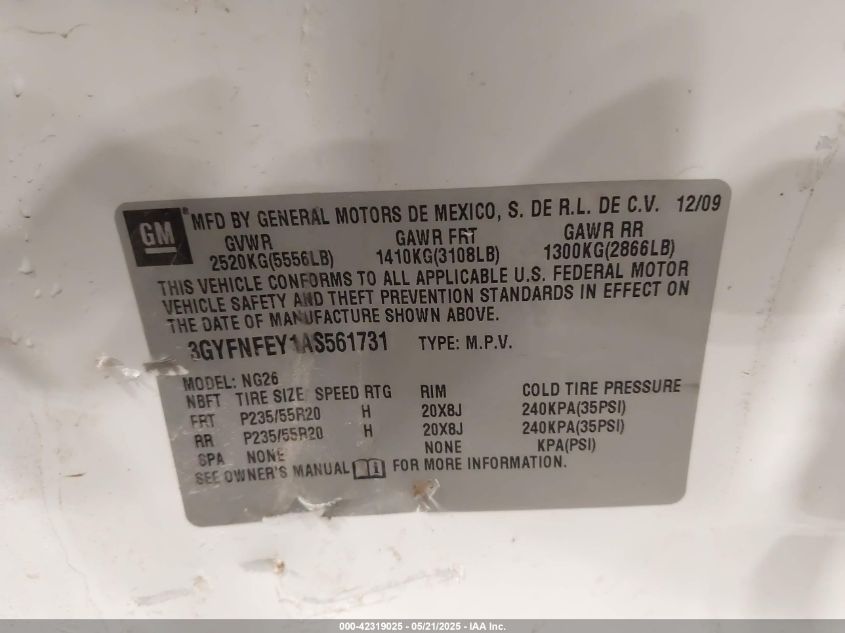 GM ® MFD BY GENERAL MOTORS DE MEXICO, S. DE R.L. DE C.V. 12/09
GVWR GAWR FRT GAWR RR
2520KG(5556LB) 1410KG(3108LB) 1300KG(2866LB)
THIS VEHICLE CONFORMS TO ALL APPLICABLE U.S. FEDERAL MOTOR
VEHICLE SAFETY AND THEFT PREVENTION STANDARDS IN EFFECT ON
THE DATE OF MANUFACTURE SHOWN ABOVE.
3GYFNFEY1AS561731 TYPE: M.P.V.
MODEL: NG26
NBFT TIRE SIZE SPEED RTG RIM COLD TIRE PRESSURE
FRT P235/55R20 H 20X8J 240KPA(35PSI)
RR P235/55R20 H 20X8J 240KPA(35PSI)
SPA NONE NONE KPA(PSI)
SEE OWNER'S MANUAL FOR MORE INFORMATION.
000-42319025 - 05/21/2025 - IAA Inc.